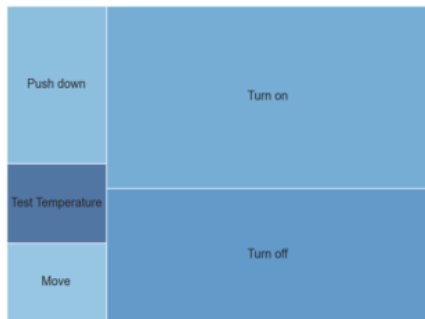 Push down
Turn on
Test Temperature
Turn off
Move